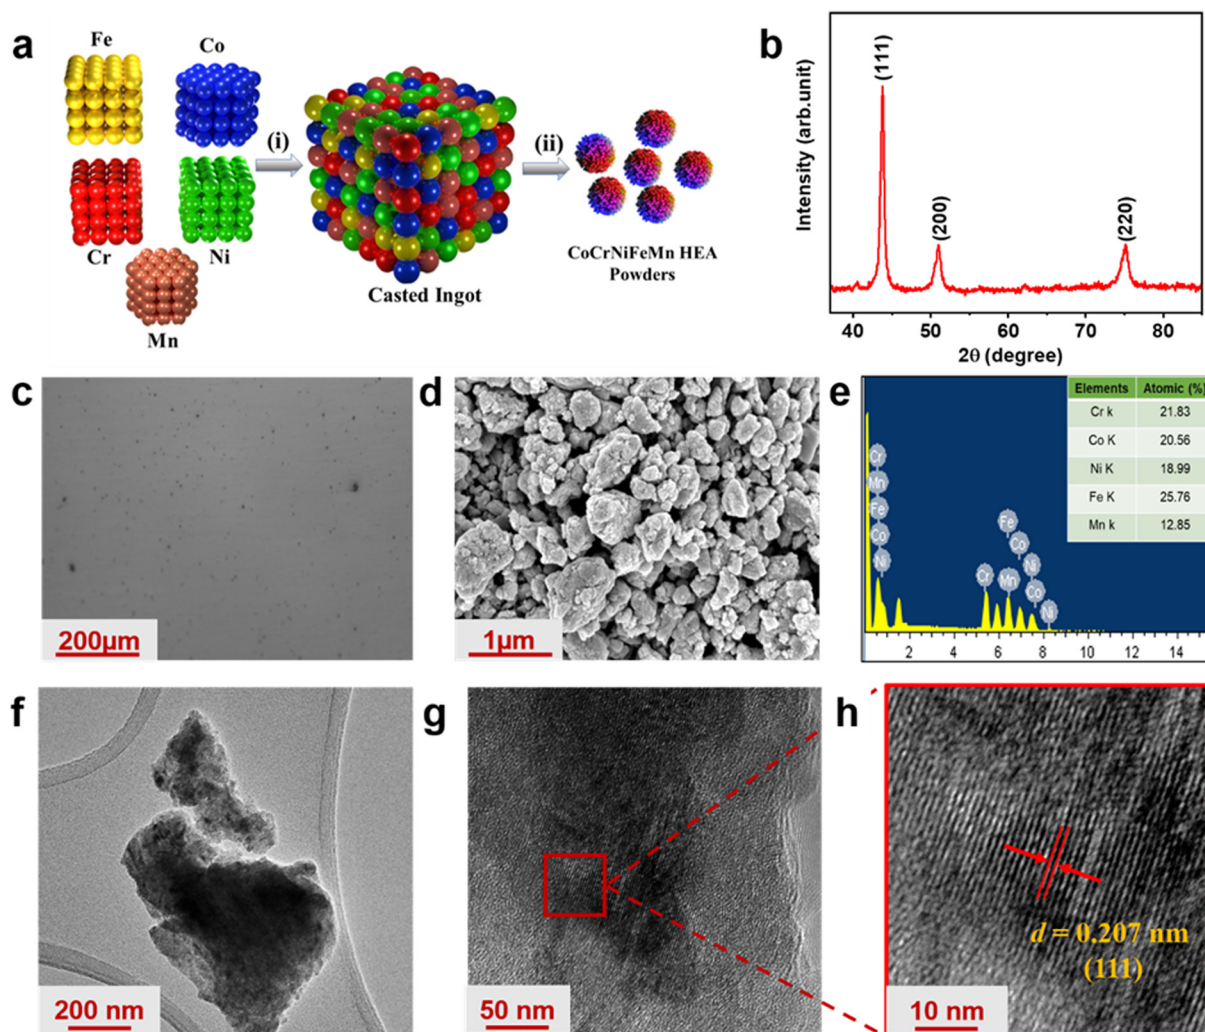 a
Fe
Co
(i)
(ii)
Cr
Ni
Mn
Casted Ingot
CoCrNiFeMn HEA
Powders
b
Intensity (arb.unit)
(111)
(200)
(220)
40 50 60 70 80
2θ (degree)
c
200μm
d
1μm
e
Elements Atomic (%)
Cr k 21.83
Co K 20.56
Ni K 18.99
Fe K 25.76
Mn k 12.85
Cr
Mn
Fe
Co
Ni
Fe
Co
Ni
Cr
Mn
Co
Ni
2 4 6 8 10 12 14
f
200 nm
g
50 nm
h
d = 0.207 nm
(111)
10 nm